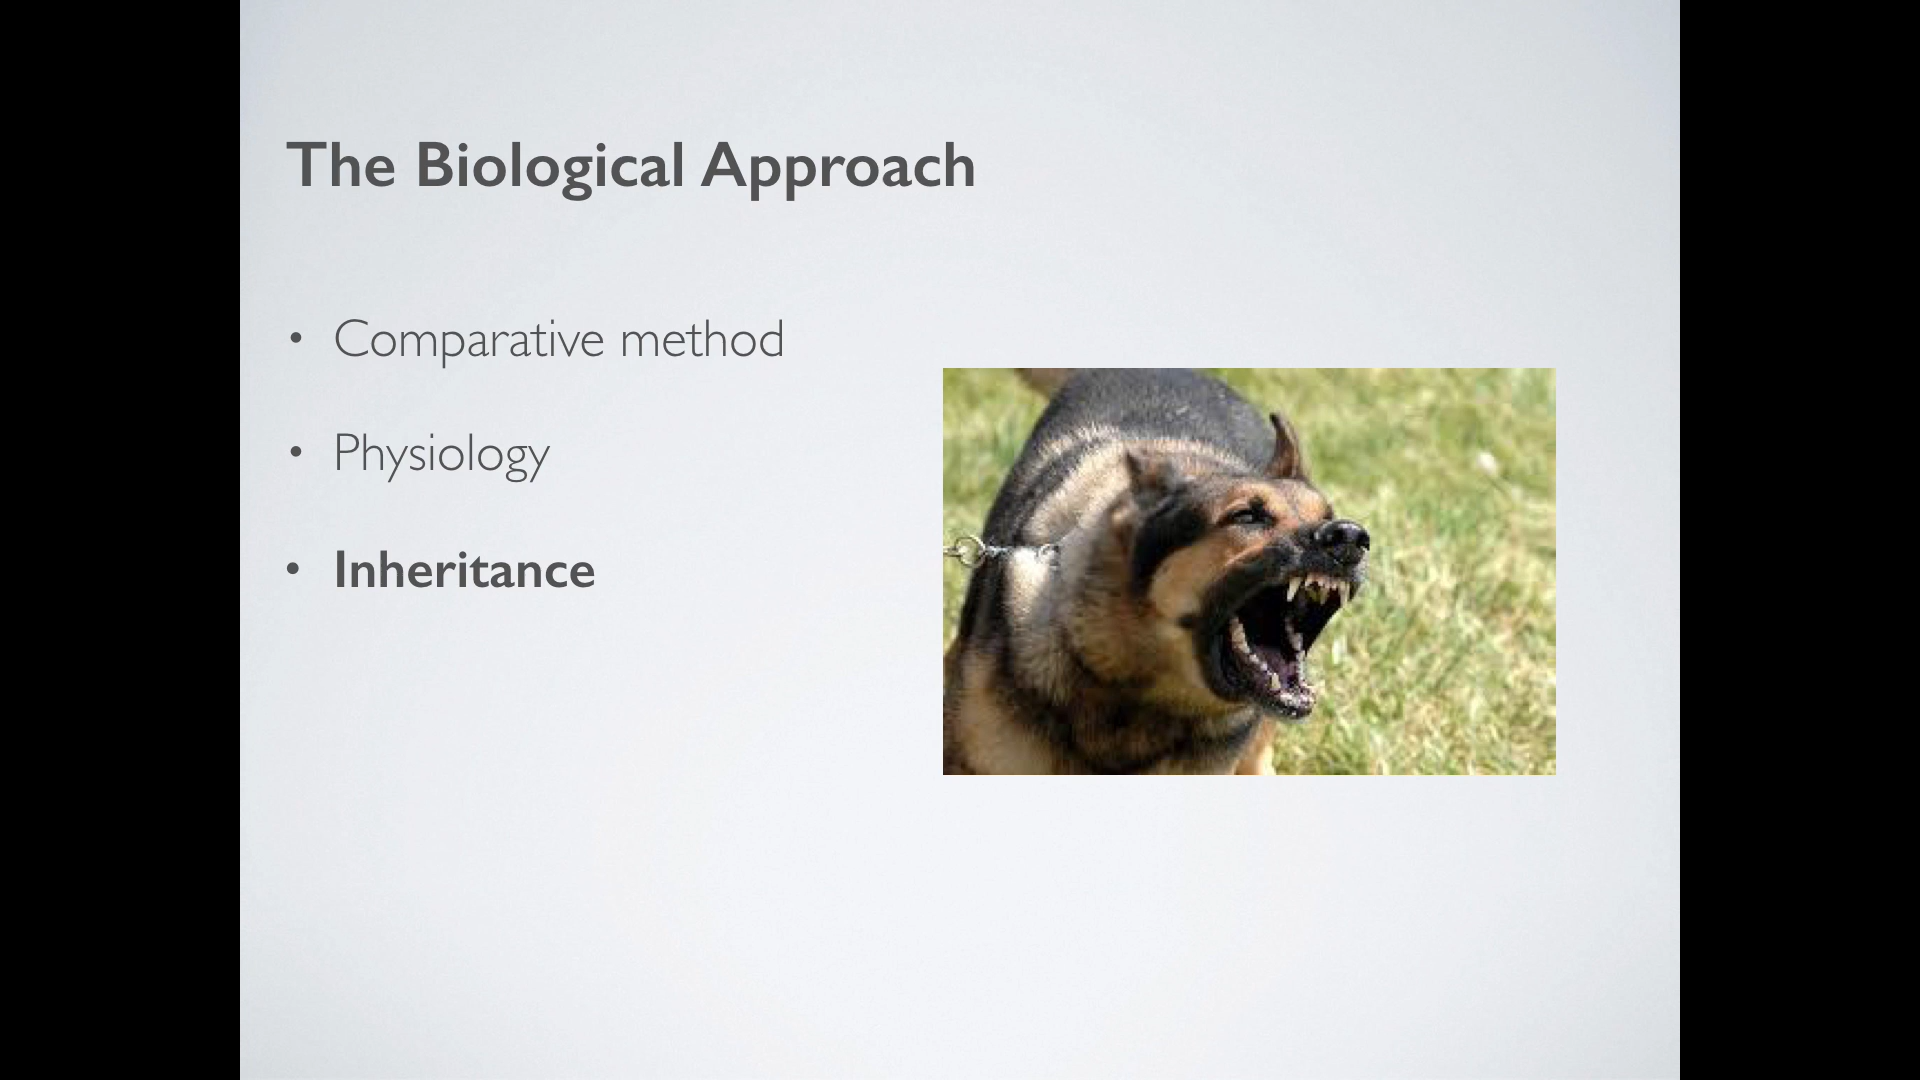 The Biological Approach
• Comparative method
• Physiology
• Inheritance